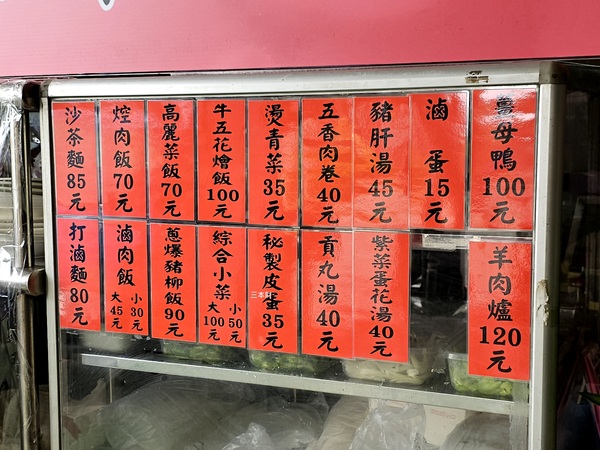 沙茶麵85元
焢肉飯70元
高麗菜飯70元
牛五花燴飯100元
燙青菜35元
五香肉卷40元
豬肝湯45元
滷蛋15元
薑母鴨100元
打滷麵80元
滷肉飯 大45元 小30元
蔥爆豬柳飯90元
綜合小菜 大100元 小50元
秘製皮蛋35元
貢丸湯40元
紫菜蛋花湯40元
羊肉爐120元